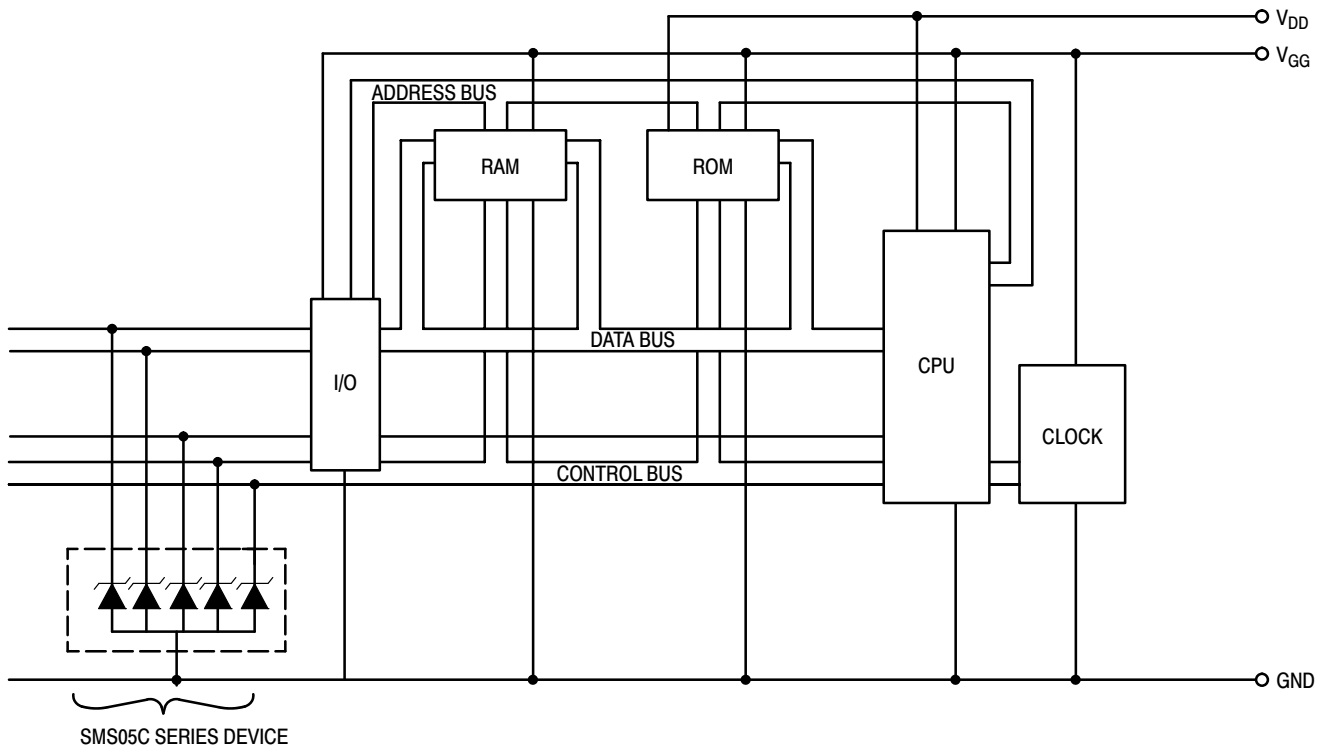 VDD
VGG
ADDRESS BUS
RAM
ROM
DATA BUS
I/O
CPU
CLOCK
CONTROL BUS
GND
SMS05C SERIES DEVICE